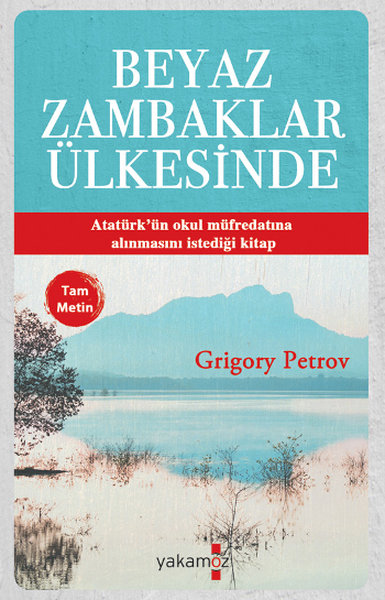 BEYAZ
ZAMBAKLAR
ÜLKESİNDE
Atatürk'ün okul müfredatına
alınmasını istediği kitap
Tam
Metin
Grigory Petrov
yakamoz